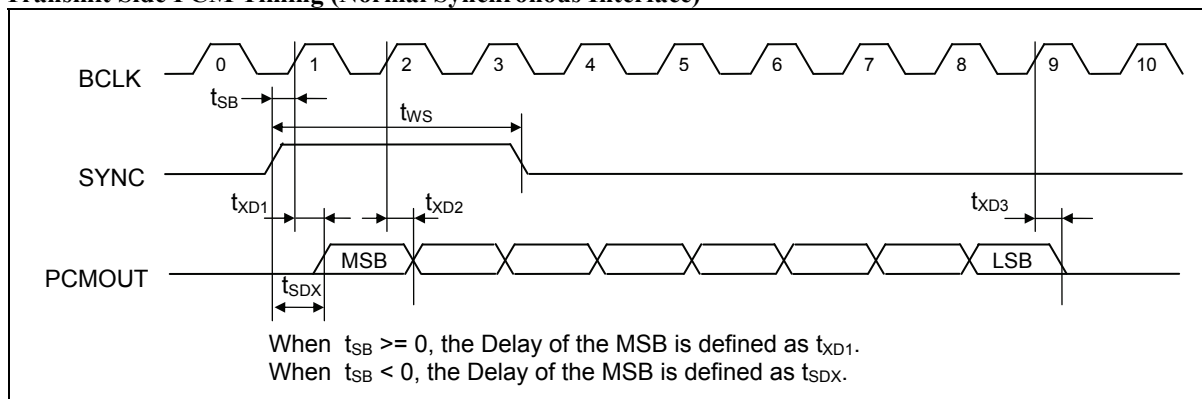 Transmit Side PCM Timing (Normal Synchronous Interface)
BCLK 0 1 2 3 4 5 6 7 8 9 10
tSB
tWS
SYNC
tXD1 tXD2 tXD3
PCMOUT MSB LSB
tSDX
When tSB >= 0, the Delay of the MSB is defined as tXD1.
When tSB < 0, the Delay of the MSB is defined as tSDX.